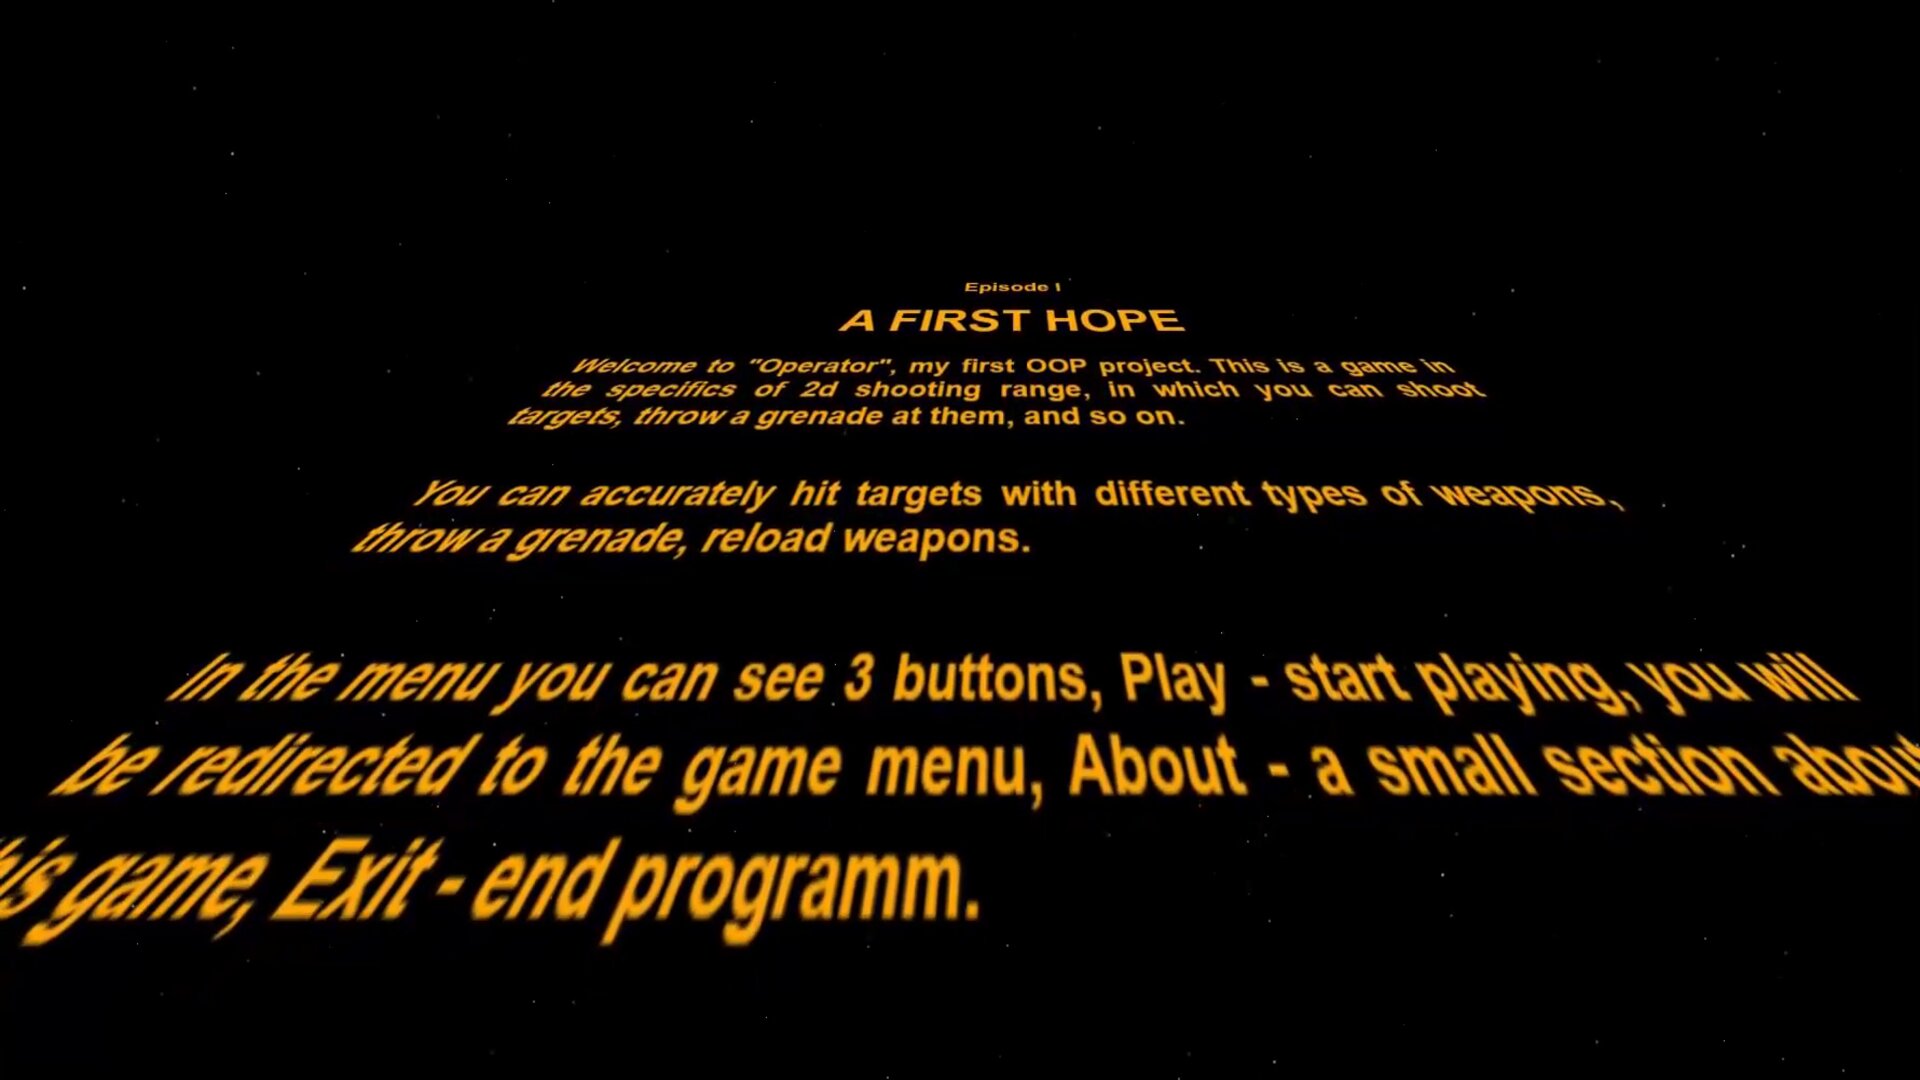 Episode I
A FIRST HOPE
Welcome to "Operator", my first OOP project. This is a game in
the specifics of 2d shooting range, in which you can shoot
targets, throw a grenade at them, and so on.
You can accurately hit targets with different types of weapons,
throw a grenade, reload weapons.
In the menu you can see 3 buttons, Play - start playing, you will
be redirected to the game menu, About - a small section about
this game, Exit - end programm.